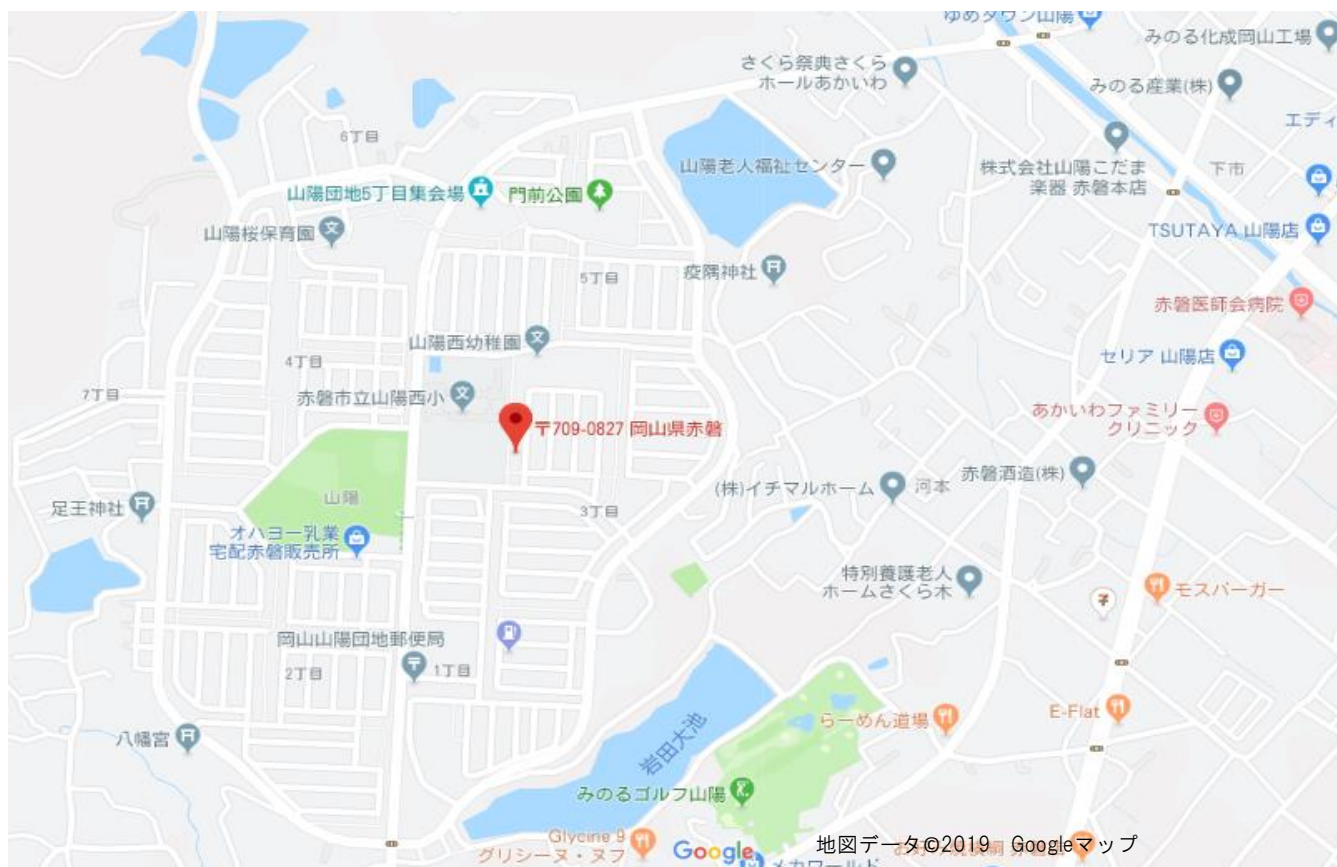 ゆめタウン山陽
みのる化成岡山工場
さくら祭典さくら
ホールあかいわ
みのる産業(株)
エディ
6丁目
山陽老人福祉センター
株式会社山陽こだま
楽器 赤磐本店
下市
山陽団地5丁目集会場
門前公園
山陽桜保育園
TSUTAYA 山陽店
5丁目
疫隅神社
赤磐医師会病院
山陽西幼稚園
セリア 山陽店
4丁目
7丁目
赤磐市立山陽西小
〒709-0827 岡山県赤磐
あかいわファミリー
クリニック
赤磐酒造(株)
(株)イチマルホーム
河本
山陽
足王神社
3丁目
オハヨー乳業
宅配赤磐販売所
特別養護老人
ホームさくら木
モスバーガー
岡山山陽団地郵便局
1丁目
2丁目
らーめん道場
E-Flat
八幡宮
岩田大池
みのるゴルフ山陽
Glycine 9
グリシーヌ・ヌフ
Google
地図データ©2019 Googleマップ
メガワールド